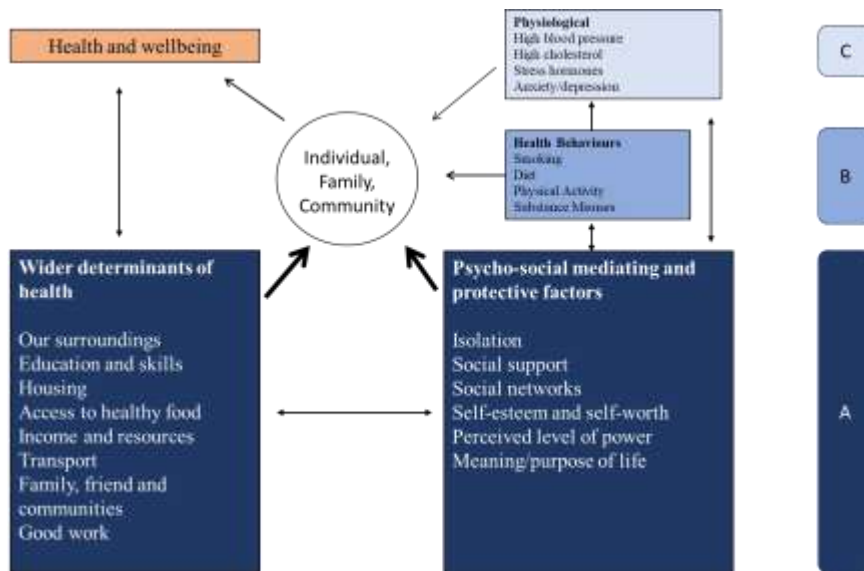 Health and wellbeing
Physiological
High blood pressure
High cholesterol
Stress hormones
Anxiety/depression
C
Individual,
Family,
Community
Health Behaviours
Smoking
Diet
Physical Activity
Substance Misuses
B
Wider determinants of
health
Our surroundings
Education and skills
Housing
Access to healthy food
Income and resources
Transport
Family, friend and
communities
Good work
Psycho-social mediating and
protective factors
Isolation
Social support
Social networks
Self-esteem and self-worth
Perceived level of power
Meaning/purpose of life
A